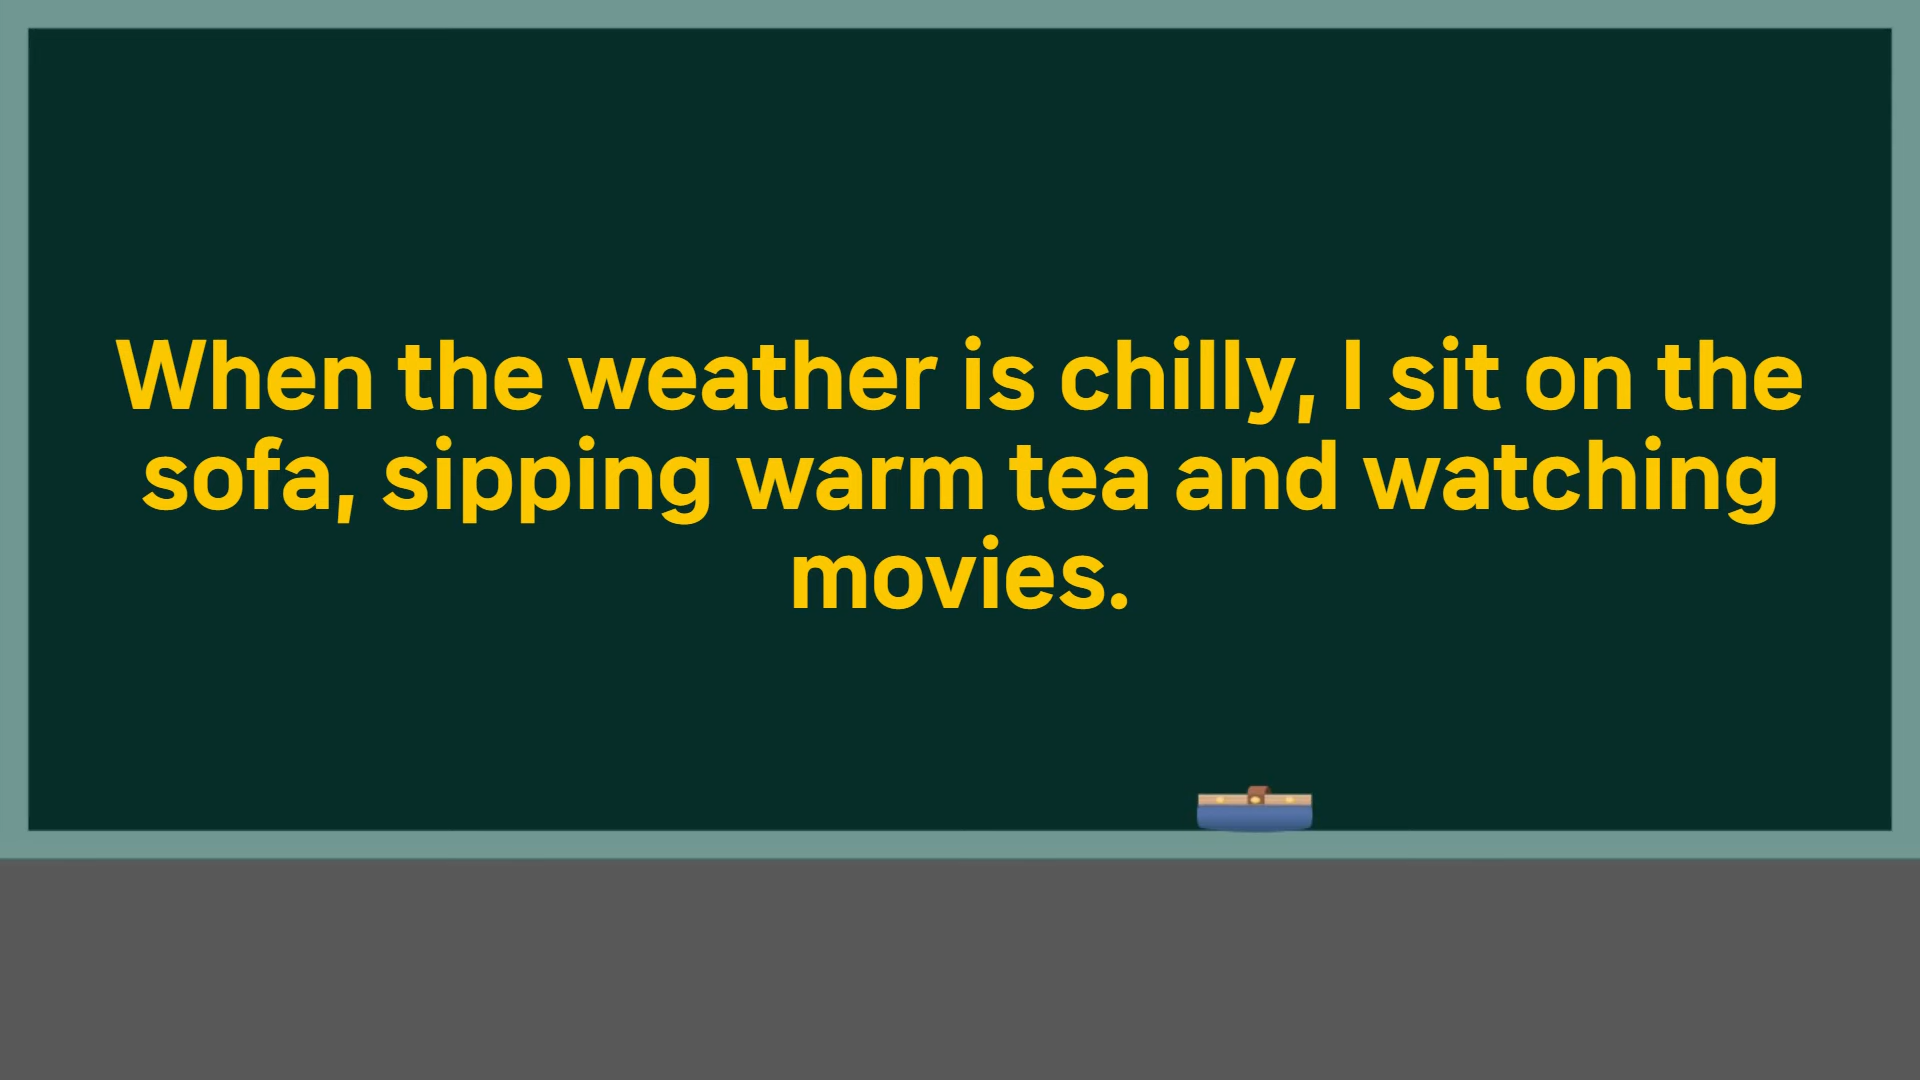 When the weather is chilly, I sit on the
sofa, sipping warm tea and watching
movies.